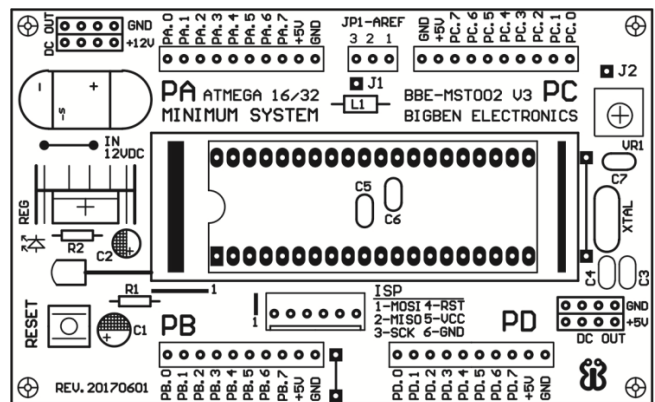 DC OUT
GND
+12V
PA.0
PA.1
PA.2
PA.3
PA.4
PA.5
PA.6
PA.7
+5V
GND
JP1-AREF
3 2 1
GND
+5V
PC.7
PC.6
PC.5
PC.4
PC.3
PC.2
PC.1
PC.0
J2
J1
L1
PA ATMEGA 16/32
MINIMUM SYSTEM
BBE-MST002 V3 PC
BIGBEN ELECTRONICS
- +
S-
IN
12VDC
VR1
C7
REG
R2
C2
C5
C6
XTAL
C4
C3
R1
1
RESET
C1
ISP
1-MOSI 4-RST
2-MISO 5-VCC
3-SCK 6-GND
1
PB
PD
GND
+5V
DC OUT
REV.20170601
PB.0
PB.1
PB.2
PB.3
PB.4
PB.5
PB.6
PB.7
+5V
GND
PD.0
PD.1
PD.2
PD.3
PD.4
PD.5
PD.6
PD.7
+5V
GND